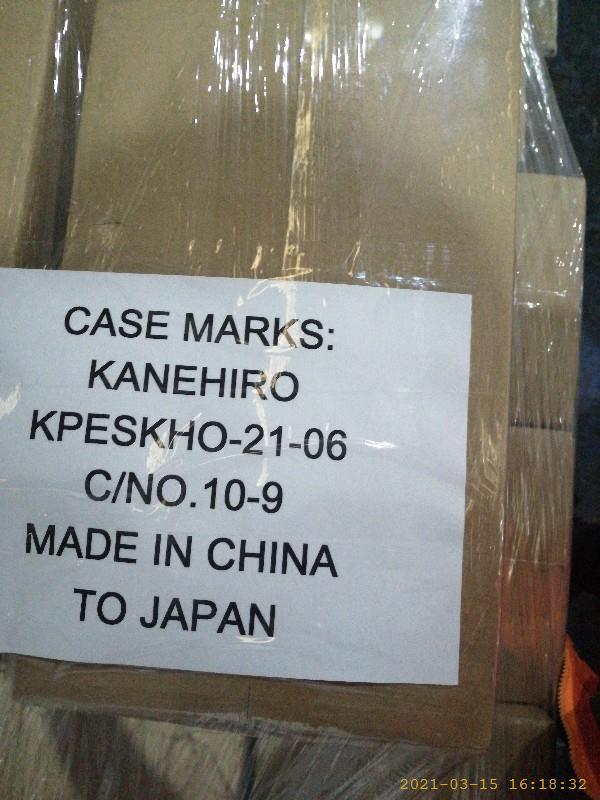 CASE MARKS:
KANEHIRO
KPESKHO-21-06
C/NO.10-9
MADE IN CHINA
TO JAPAN
2021-03-15 16:18:32